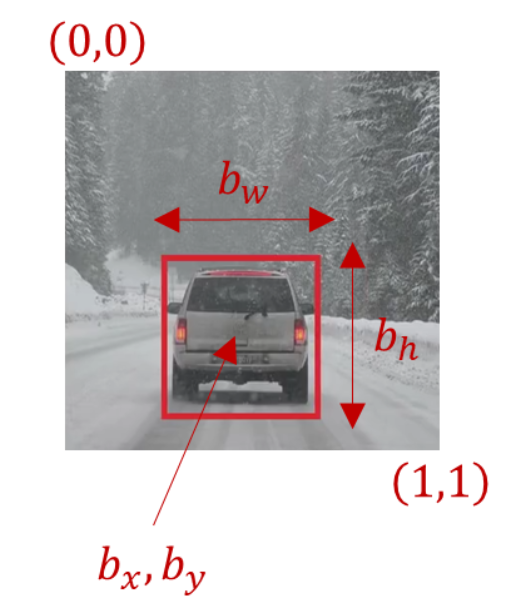 (0,0)
b_w
b_h
(1,1)
b_x, b_y